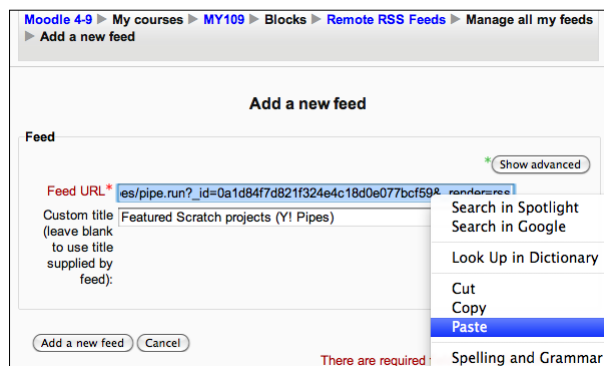 Moodle 4-9 ▶ My courses ▶ MY109 ▶ Blocks ▶ Remote RSS Feeds ▶ Manage all my feeds
▶ Add a new feed
Add a new feed
Feed
* Show advanced
Feed URL* es/pipe.run?_id=0a1d84f7d821f324e4c18d0e077bcf59&_render=rss
Custom title Featured Scratch projects (Y! Pipes)
(leave blank
to use title
supplied by
feed):
Search in Spotlight
Search in Google
Look Up in Dictionary
Cut
Copy
Paste
Spelling and Grammar
Add a new feed Cancel
There are required